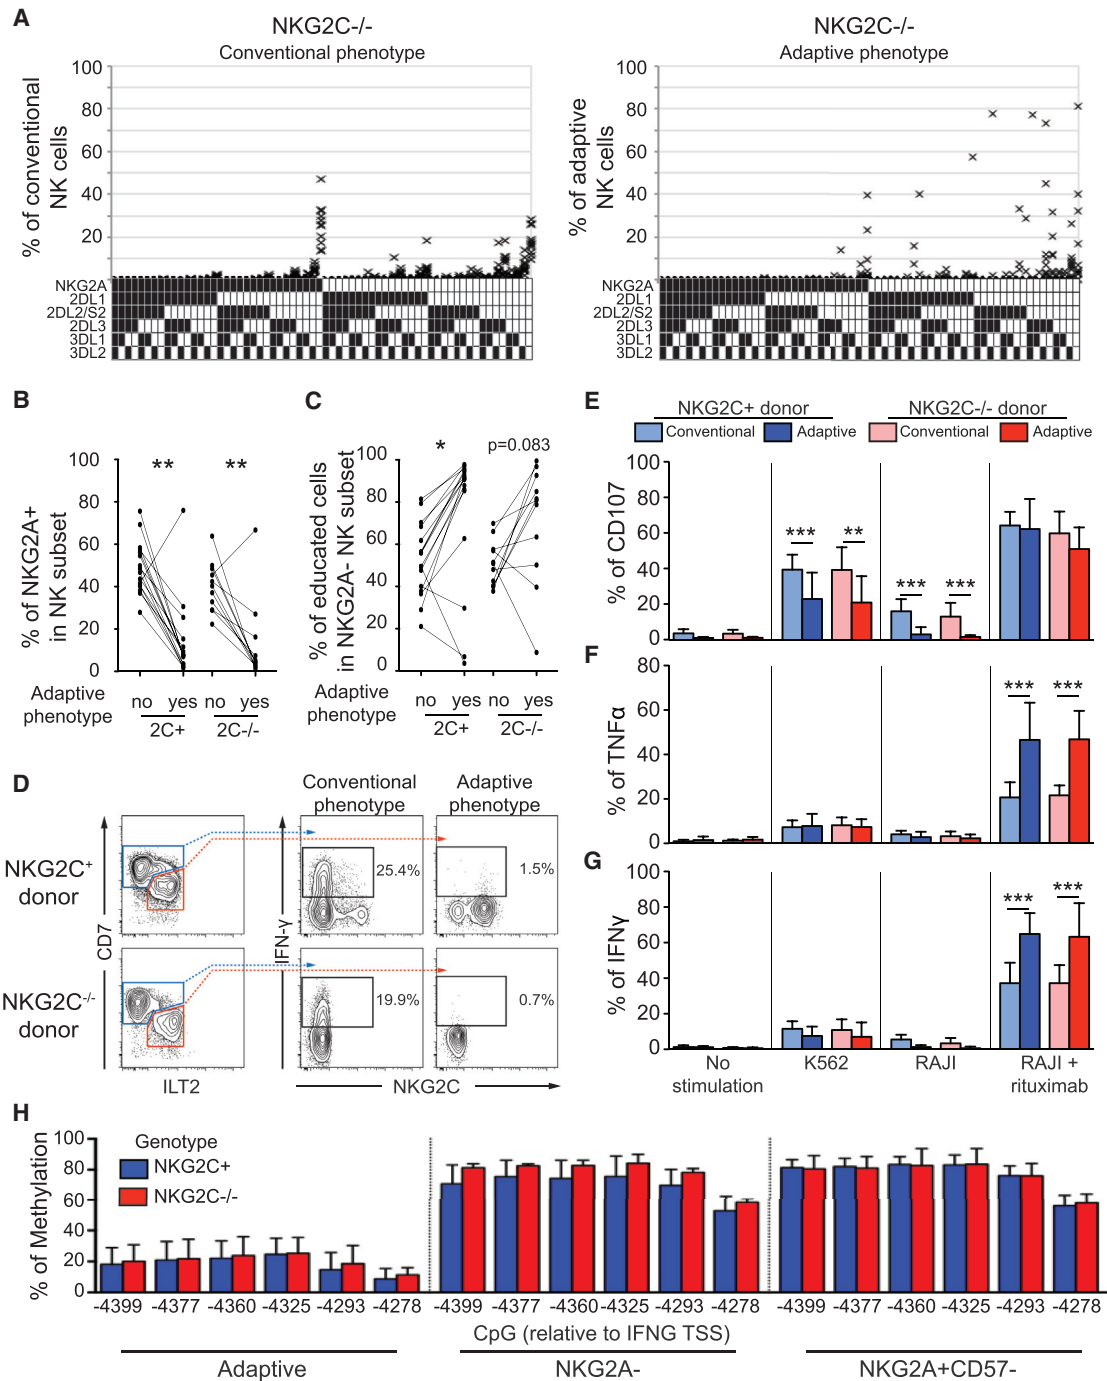 A
NKG2C-/-
Conventional phenotype
% of conventional
NK cells
100
80
60
40
20
NKG2A
2DL1
2DL2/S2
2DL3
3DL1
3DL2
NKG2C-/-
Adaptive phenotype
% of adaptive
NK cells
100
80
60
40
20
NKG2A
2DL1
2DL2/S2
2DL3
3DL1
3DL2
B
% of NKG2A+
in NK subset
100
80
60
40
20
0
** **
Adaptive
phenotype
no yes no yes
2C+ 2C-/-
C
% of educated cells
in NKG2A- NK subset
100
80
60
40
20
0
* p=0.083
Adaptive
phenotype
no yes no yes
2C+ 2C-/-
D
Conventional
phenotype
Adaptive
phenotype
NKG2C+
donor
25.4%
1.5%
NKG2C-/-
donor
19.9%
0.7%
CD7
IFN-γ
ILT2
NKG2C
E
NKG2C+ donor
NKG2C-/- donor
Conventional
Adaptive
Conventional
Adaptive
% of CD107
100
80
60
40
20
0
*** ** *** ***
F
% of TNFα
80
60
40
20
0
*** ***
G
% of IFNγ
100
80
60
40
20
0
*** ***
No
stimulation
K562
RAJI
RAJI +
rituximab
H
% of Methylation
100
80
60
40
20
0
Genotype
NKG2C+
NKG2C-/-
-4399 -4377 -4360 -4325 -4293 -4278
-4399 -4377 -4360 -4325 -4293 -4278
-4399 -4377 -4360 -4325 -4293 -4278
CpG (relative to IFNG TSS)
Adaptive
NKG2A-
NKG2A+CD57-